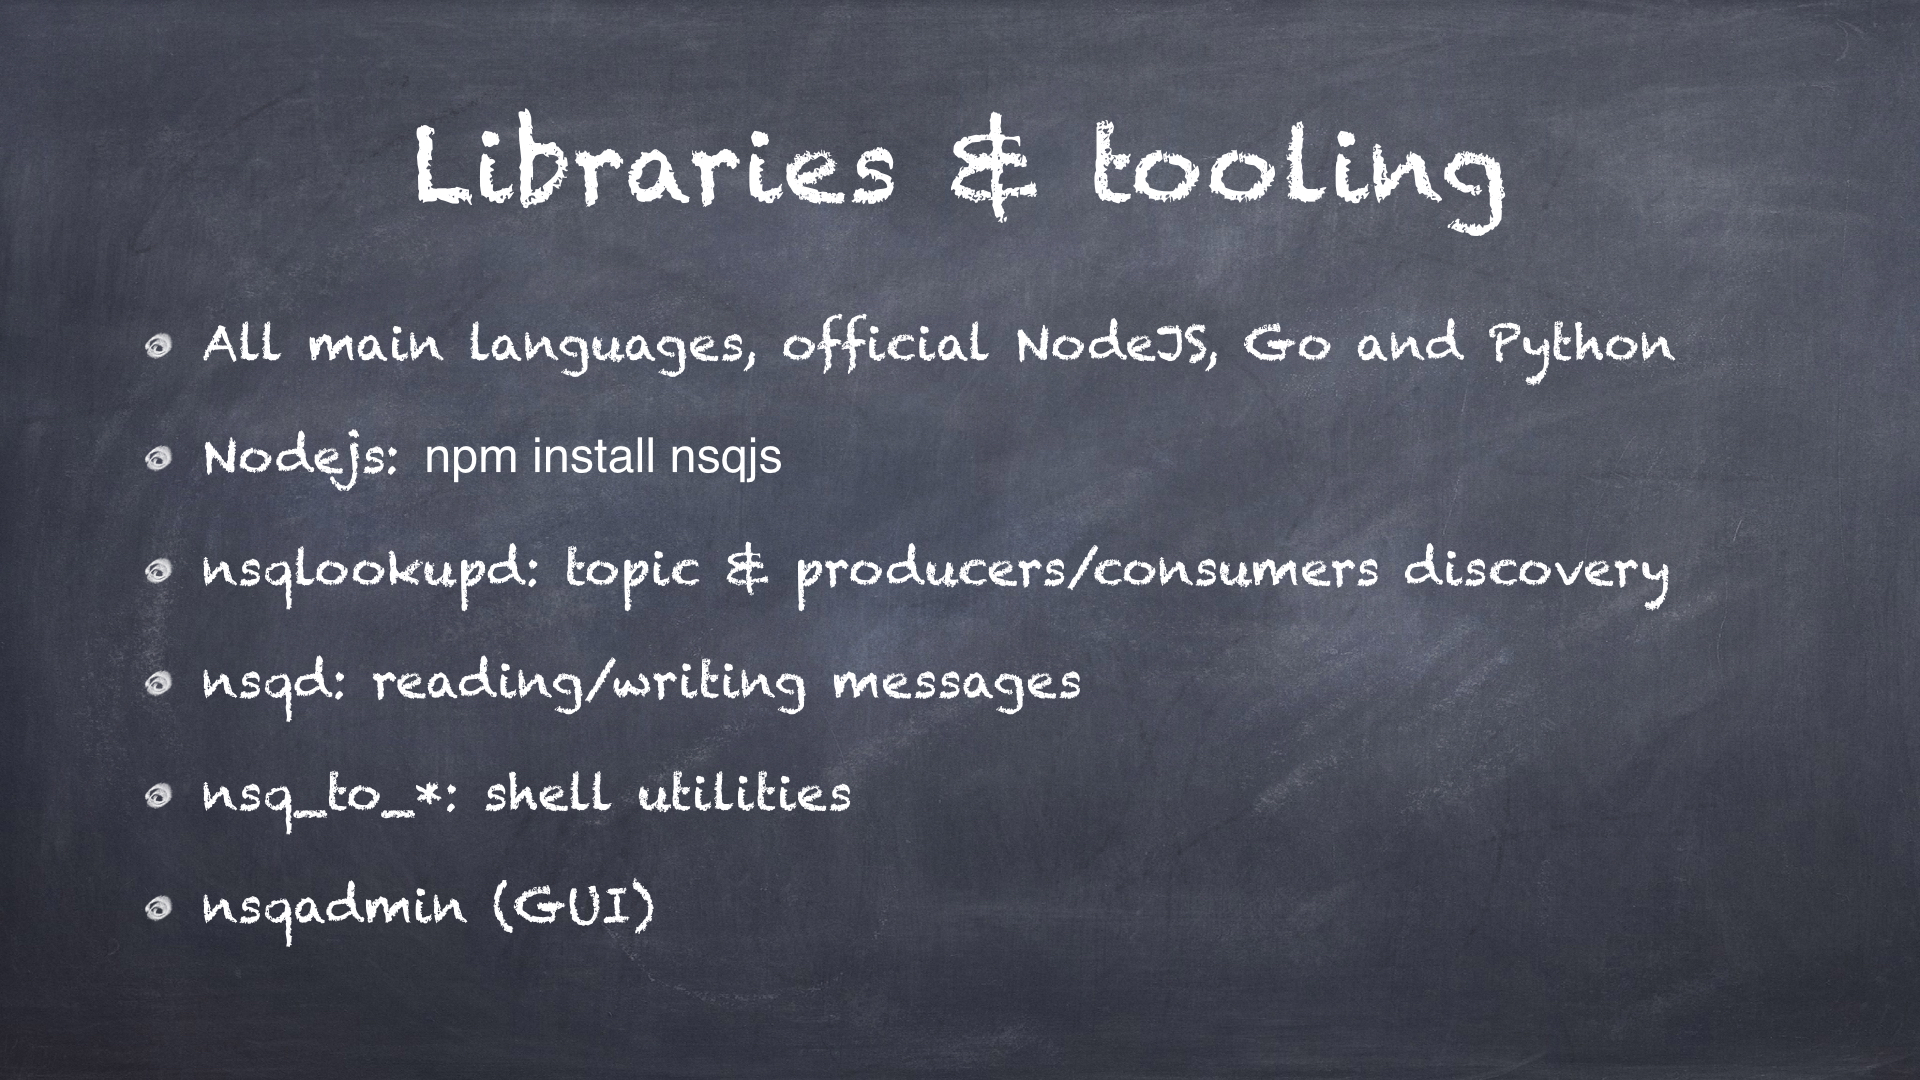 Libraries & tooling
All main languages, official NodeJS, Go and Python
Nodejs: npm install nsqjs
nsqlookupd: topic & producers/consumers discovery
nsqd: reading/writing messages
nsq_to_*: shell utilities
nsqadmin (GUI)